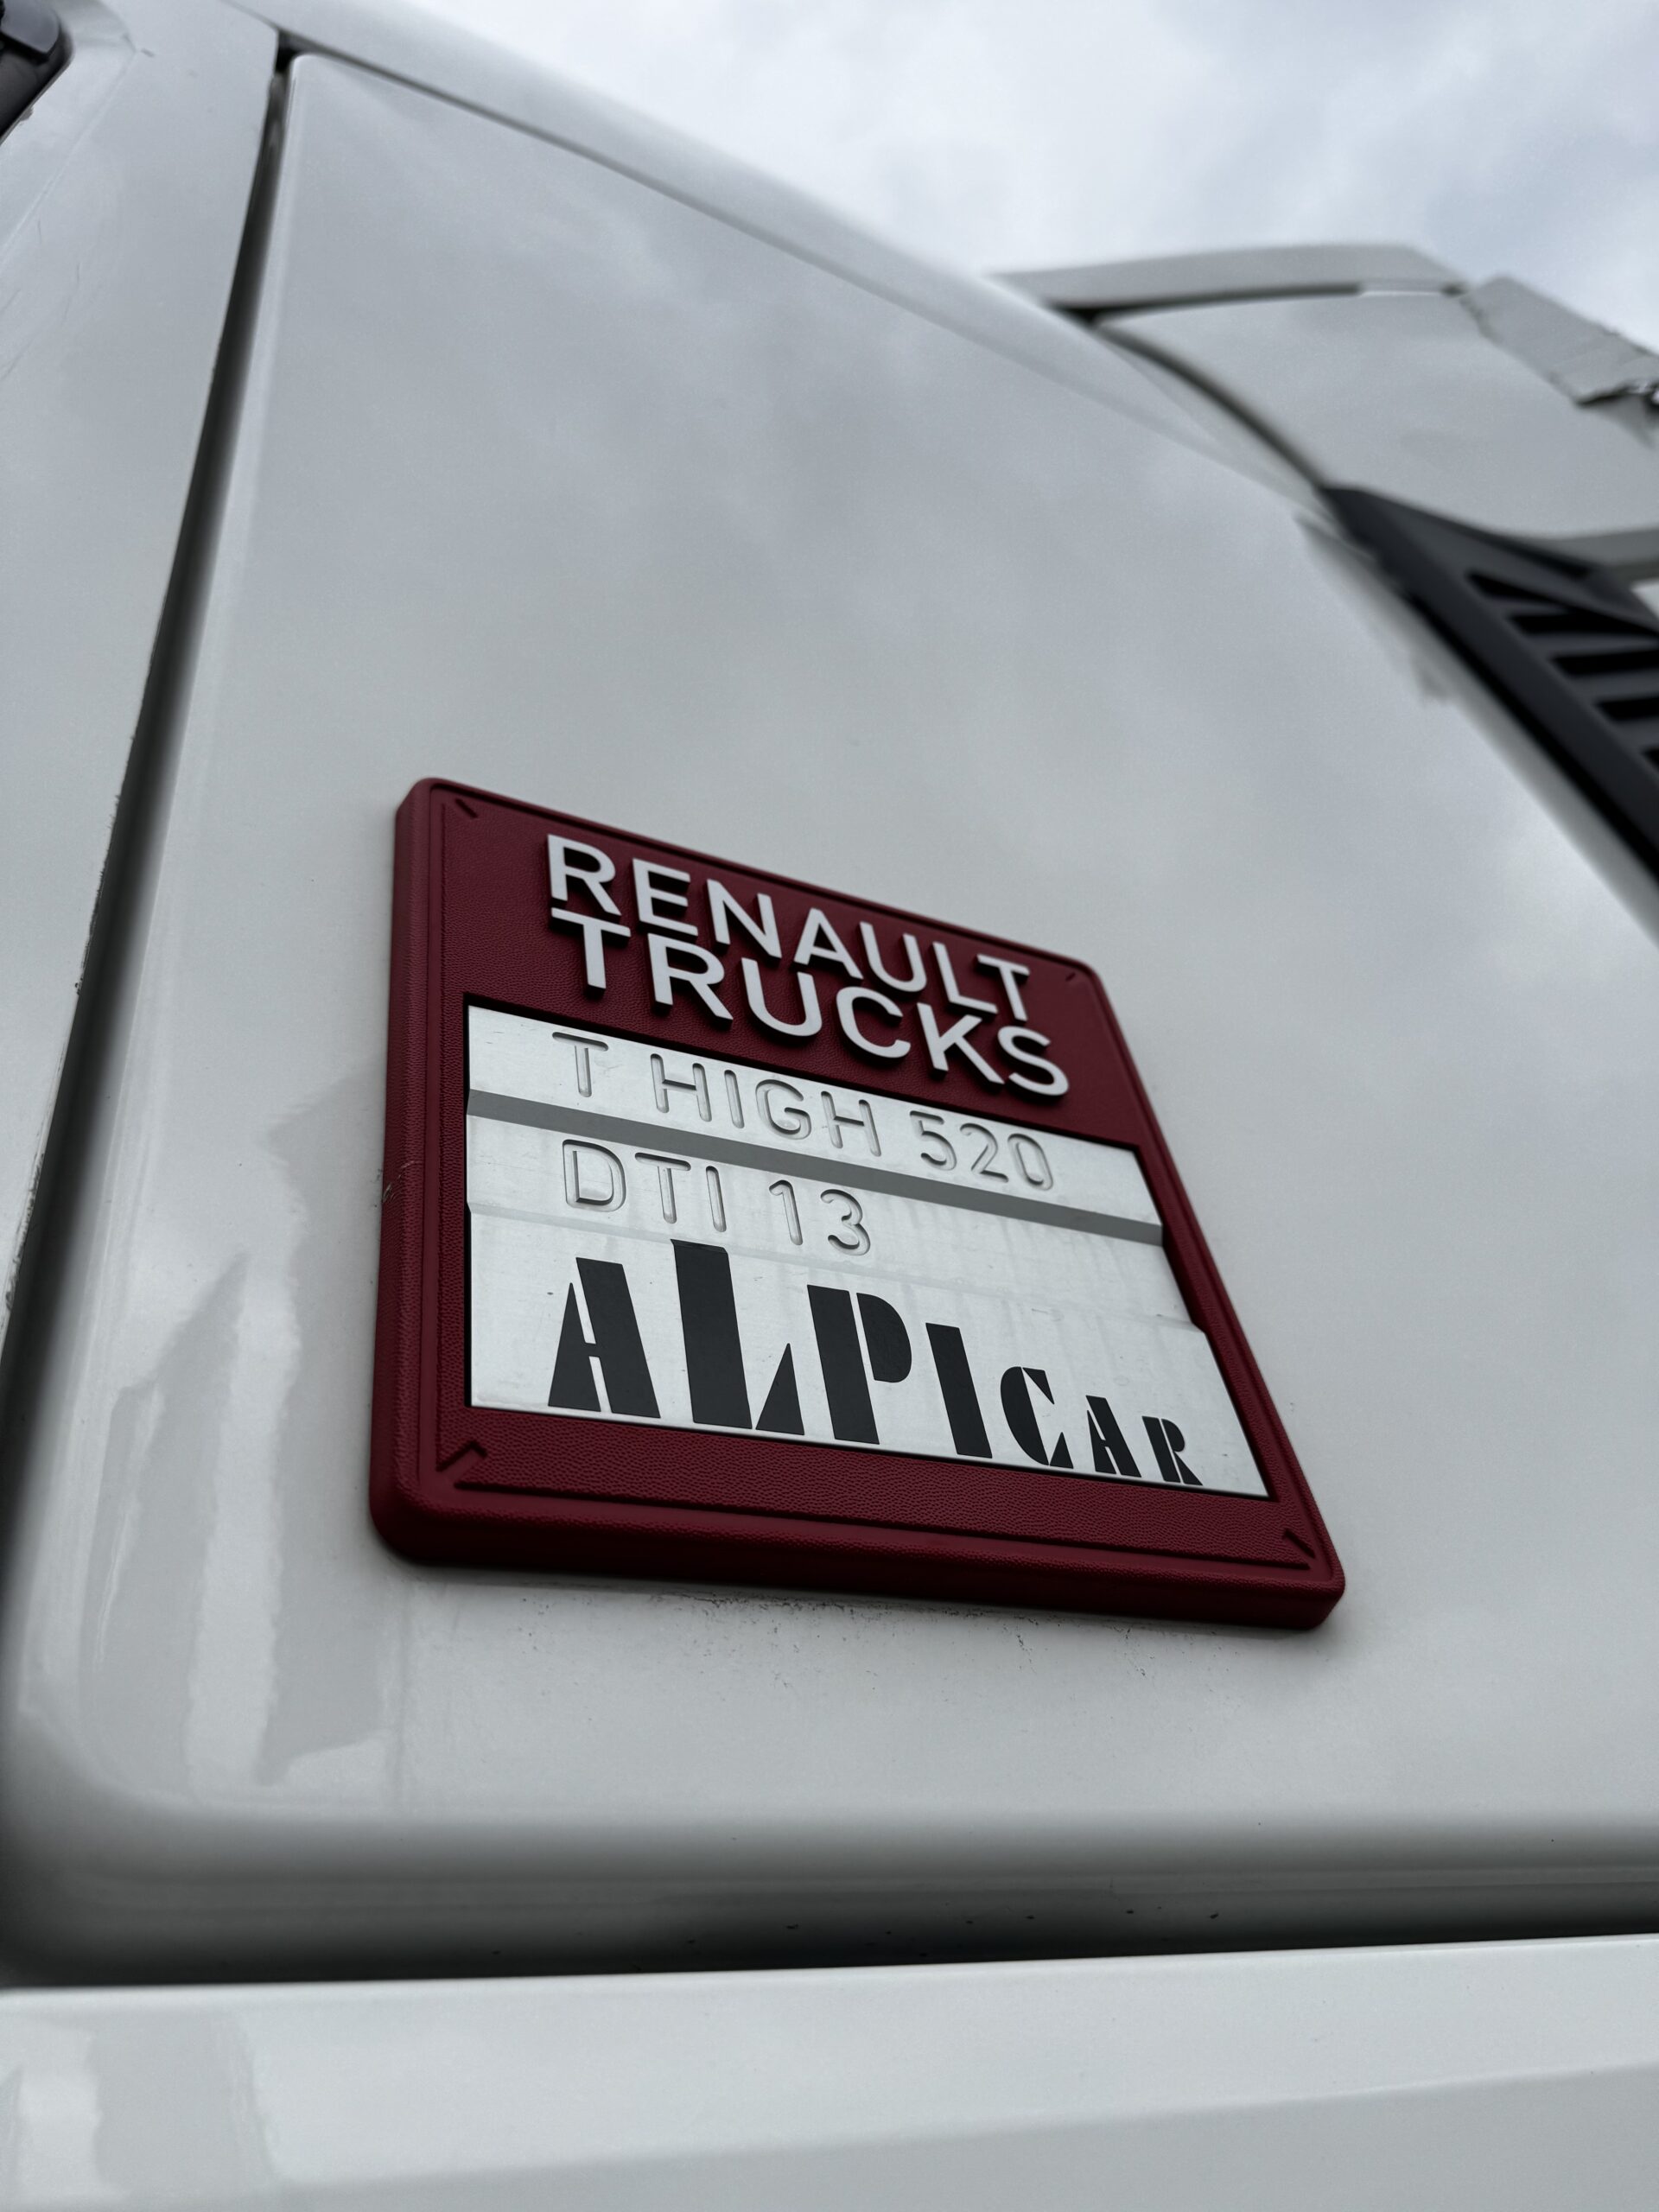 RENAULT
TRUCKS
T HIGH 520
DTI 13
ALPICAR